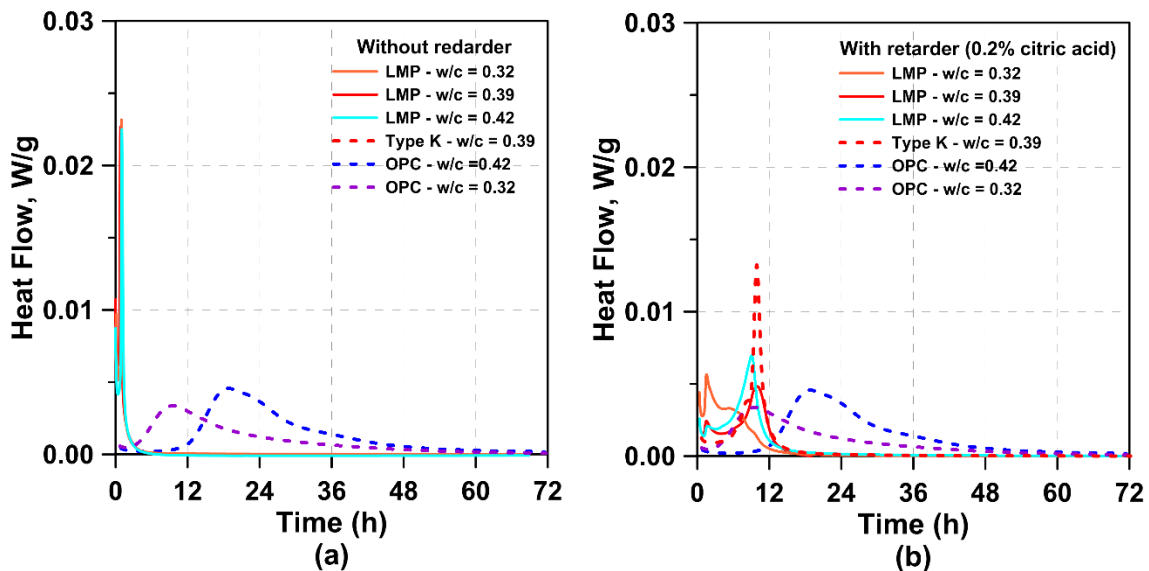 0.03
0.02
0.01
0.00
Heat Flow, W/g
Without redarder
LMP - w/c = 0.32
LMP - w/c = 0.39
LMP - w/c = 0.42
Type K - w/c = 0.39
OPC - w/c =0.42
OPC - w/c = 0.32
0 12 24 36 48 60 72
Time (h)
(a)
0.03
0.02
0.01
0.00
Heat Flow, W/g
With retarder (0.2% citric acid)
LMP - w/c = 0.32
LMP - w/c = 0.39
LMP - w/c = 0.42
Type K - w/c = 0.39
OPC - w/c =0.42
OPC - w/c = 0.32
0 12 24 36 48 60 72
Time (h)
(b)